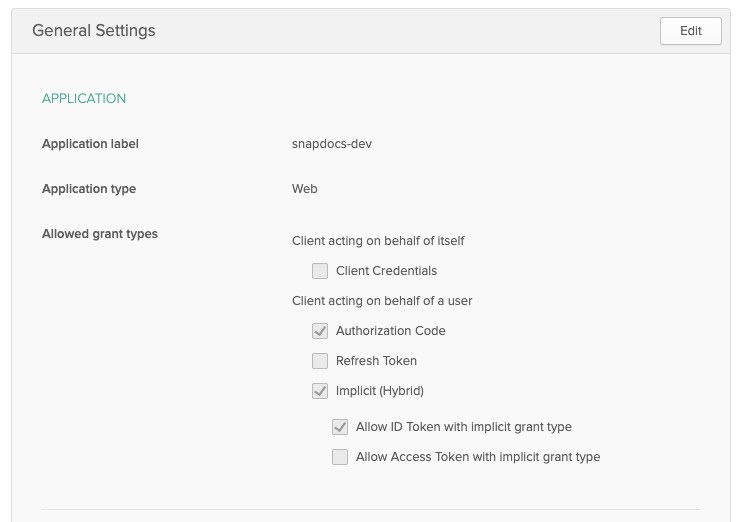 General Settings
Edit
APPLICATION
Application label
snapdocs-dev
Application type
Web
Allowed grant types
Client acting on behalf of itself
Client Credentials
Client acting on behalf of a user
Authorization Code
Refresh Token
Implicit (Hybrid)
Allow ID Token with implicit grant type
Allow Access Token with implicit grant type